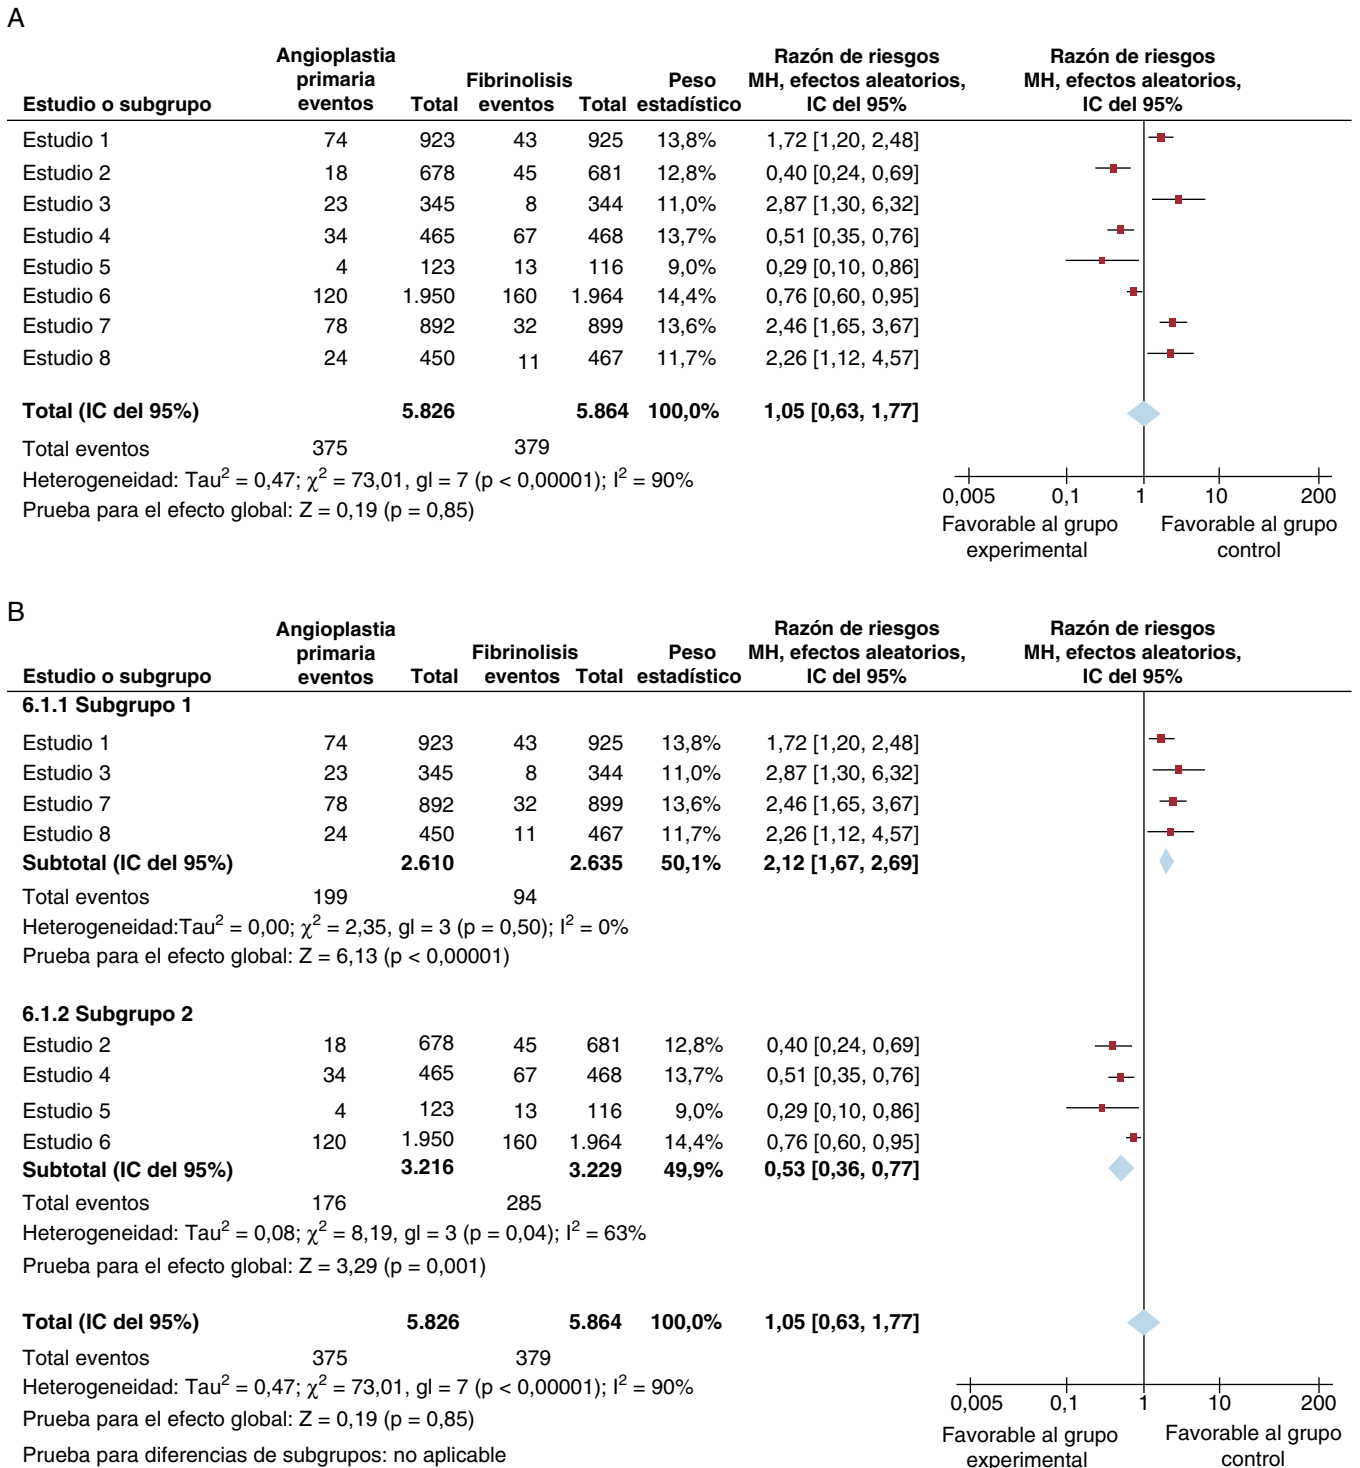 A
Angioplastia primaria eventos
Fibrinolisis eventos
Razón de riesgos
Razón de riesgos
Estudio o subgrupo Total Total Peso estadístico MH, efectos aleatorios, IC del 95% MH, efectos aleatorios, IC del 95%
Estudio 1 74 923 43 925 13,8% 1,72 [1,20, 2,48]
Estudio 2 18 678 45 681 12,8% 0,40 [0,24, 0,69]
Estudio 3 23 345 8 344 11,0% 2,87 [1,30, 6,32]
Estudio 4 34 465 67 468 13,7% 0,51 [0,35, 0,76]
Estudio 5 4 123 13 116 9,0% 0,29 [0,10, 0,86]
Estudio 6 120 1.950 160 1.964 14,4% 0,76 [0,60, 0,95]
Estudio 7 78 892 32 899 13,6% 2,46 [1,65, 3,67]
Estudio 8 24 450 11 467 11,7% 2,26 [1,12, 4,57]
Total (IC del 95%) 5.826 5.864 100,0% 1,05 [0,63, 1,77]
Total eventos 375 379
Heterogeneidad: Tau² = 0,47; χ² = 73,01, gl = 7 (p < 0,00001); I² = 90%
Prueba para el efecto global: Z = 0,19 (p = 0,85)
0,005 0,1 1 10 200
Favorable al grupo experimental
Favorable al grupo control
B
Angioplastia primaria eventos
Fibrinolisis eventos
Razón de riesgos
Razón de riesgos
Estudio o subgrupo Total Total Peso estadístico MH, efectos aleatorios, IC del 95% MH, efectos aleatorios, IC del 95%
6.1.1 Subgrupo 1
Estudio 1 74 923 43 925 13,8% 1,72 [1,20, 2,48]
Estudio 3 23 345 8 344 11,0% 2,87 [1,30, 6,32]
Estudio 7 78 892 32 899 13,6% 2,46 [1,65, 3,67]
Estudio 8 24 450 11 467 11,7% 2,26 [1,12, 4,57]
Subtotal (IC del 95%) 2.610 2.635 50,1% 2,12 [1,67, 2,69]
Total eventos 199 94
Heterogeneidad:Tau² = 0,00; χ² = 2,35, gl = 3 (p = 0,50); I² = 0%
Prueba para el efecto global: Z = 6,13 (p < 0,00001)
6.1.2 Subgrupo 2
Estudio 2 18 678 45 681 12,8% 0,40 [0,24, 0,69]
Estudio 4 34 465 67 468 13,7% 0,51 [0,35, 0,76]
Estudio 5 4 123 13 116 9,0% 0,29 [0,10, 0,86]
Estudio 6 120 1.950 160 1.964 14,4% 0,76 [0,60, 0,95]
Subtotal (IC del 95%) 3.216 3.229 49,9% 0,53 [0,36, 0,77]
Total eventos 176 285
Heterogeneidad: Tau² = 0,08; χ² = 8,19, gl = 3 (p = 0,04); I² = 63%
Prueba para el efecto global: Z = 3,29 (p = 0,001)
Total (IC del 95%) 5.826 5.864 100,0% 1,05 [0,63, 1,77]
Total eventos 375 379
Heterogeneidad: Tau² = 0,47; χ² = 73,01, gl = 7 (p < 0,00001); I² = 90%
Prueba para el efecto global: Z = 0,19 (p = 0,85)
Prueba para diferencias de subgrupos: no aplicable
0,005 0,1 1 10 200
Favorable al grupo experimental
Favorable al grupo control